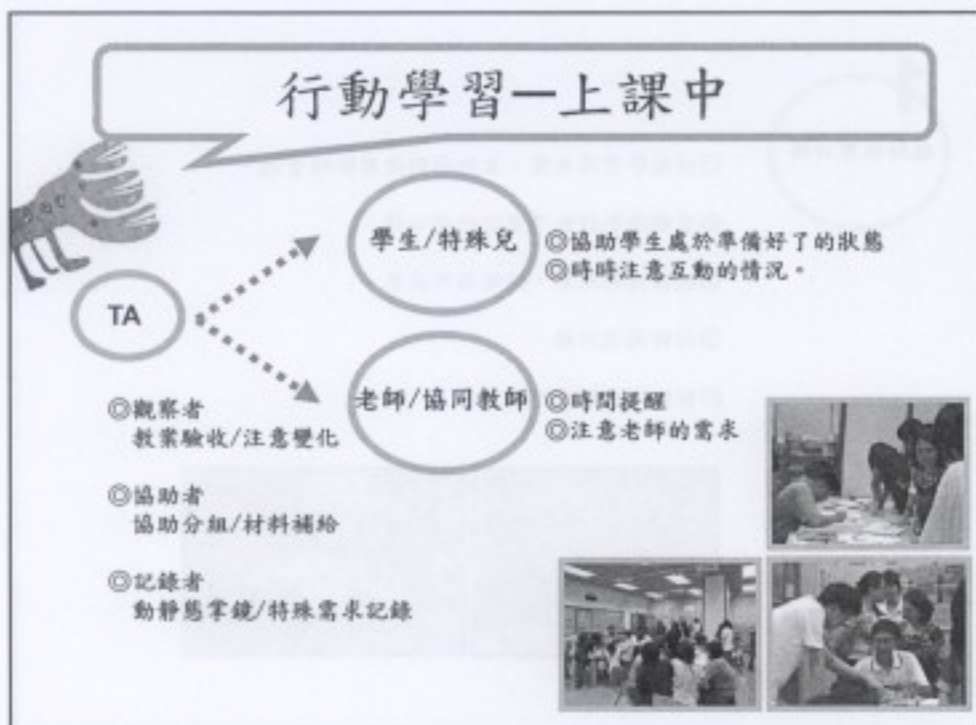 行動學習－上課中
學生/特殊兒
◎協助學生處於準備好了的狀態
◎時時注意互動的情況。
TA
老師/協同教師
◎時間提醒
◎注意老師的需求
◎觀察者
教案驗收/注意變化
◎協助者
協助分組/材料補給
◎記錄者
動靜態掌鏡/特殊需求記錄